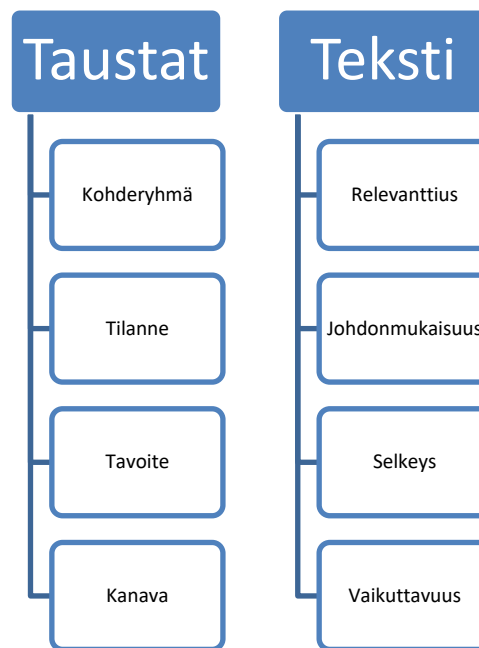 Taustat
Kohderyhmä
Tilanne
Tavoite
Kanava
Teksti
Relevanttius
Johdonmukaisuus
Selkeys
Vaikuttavuus